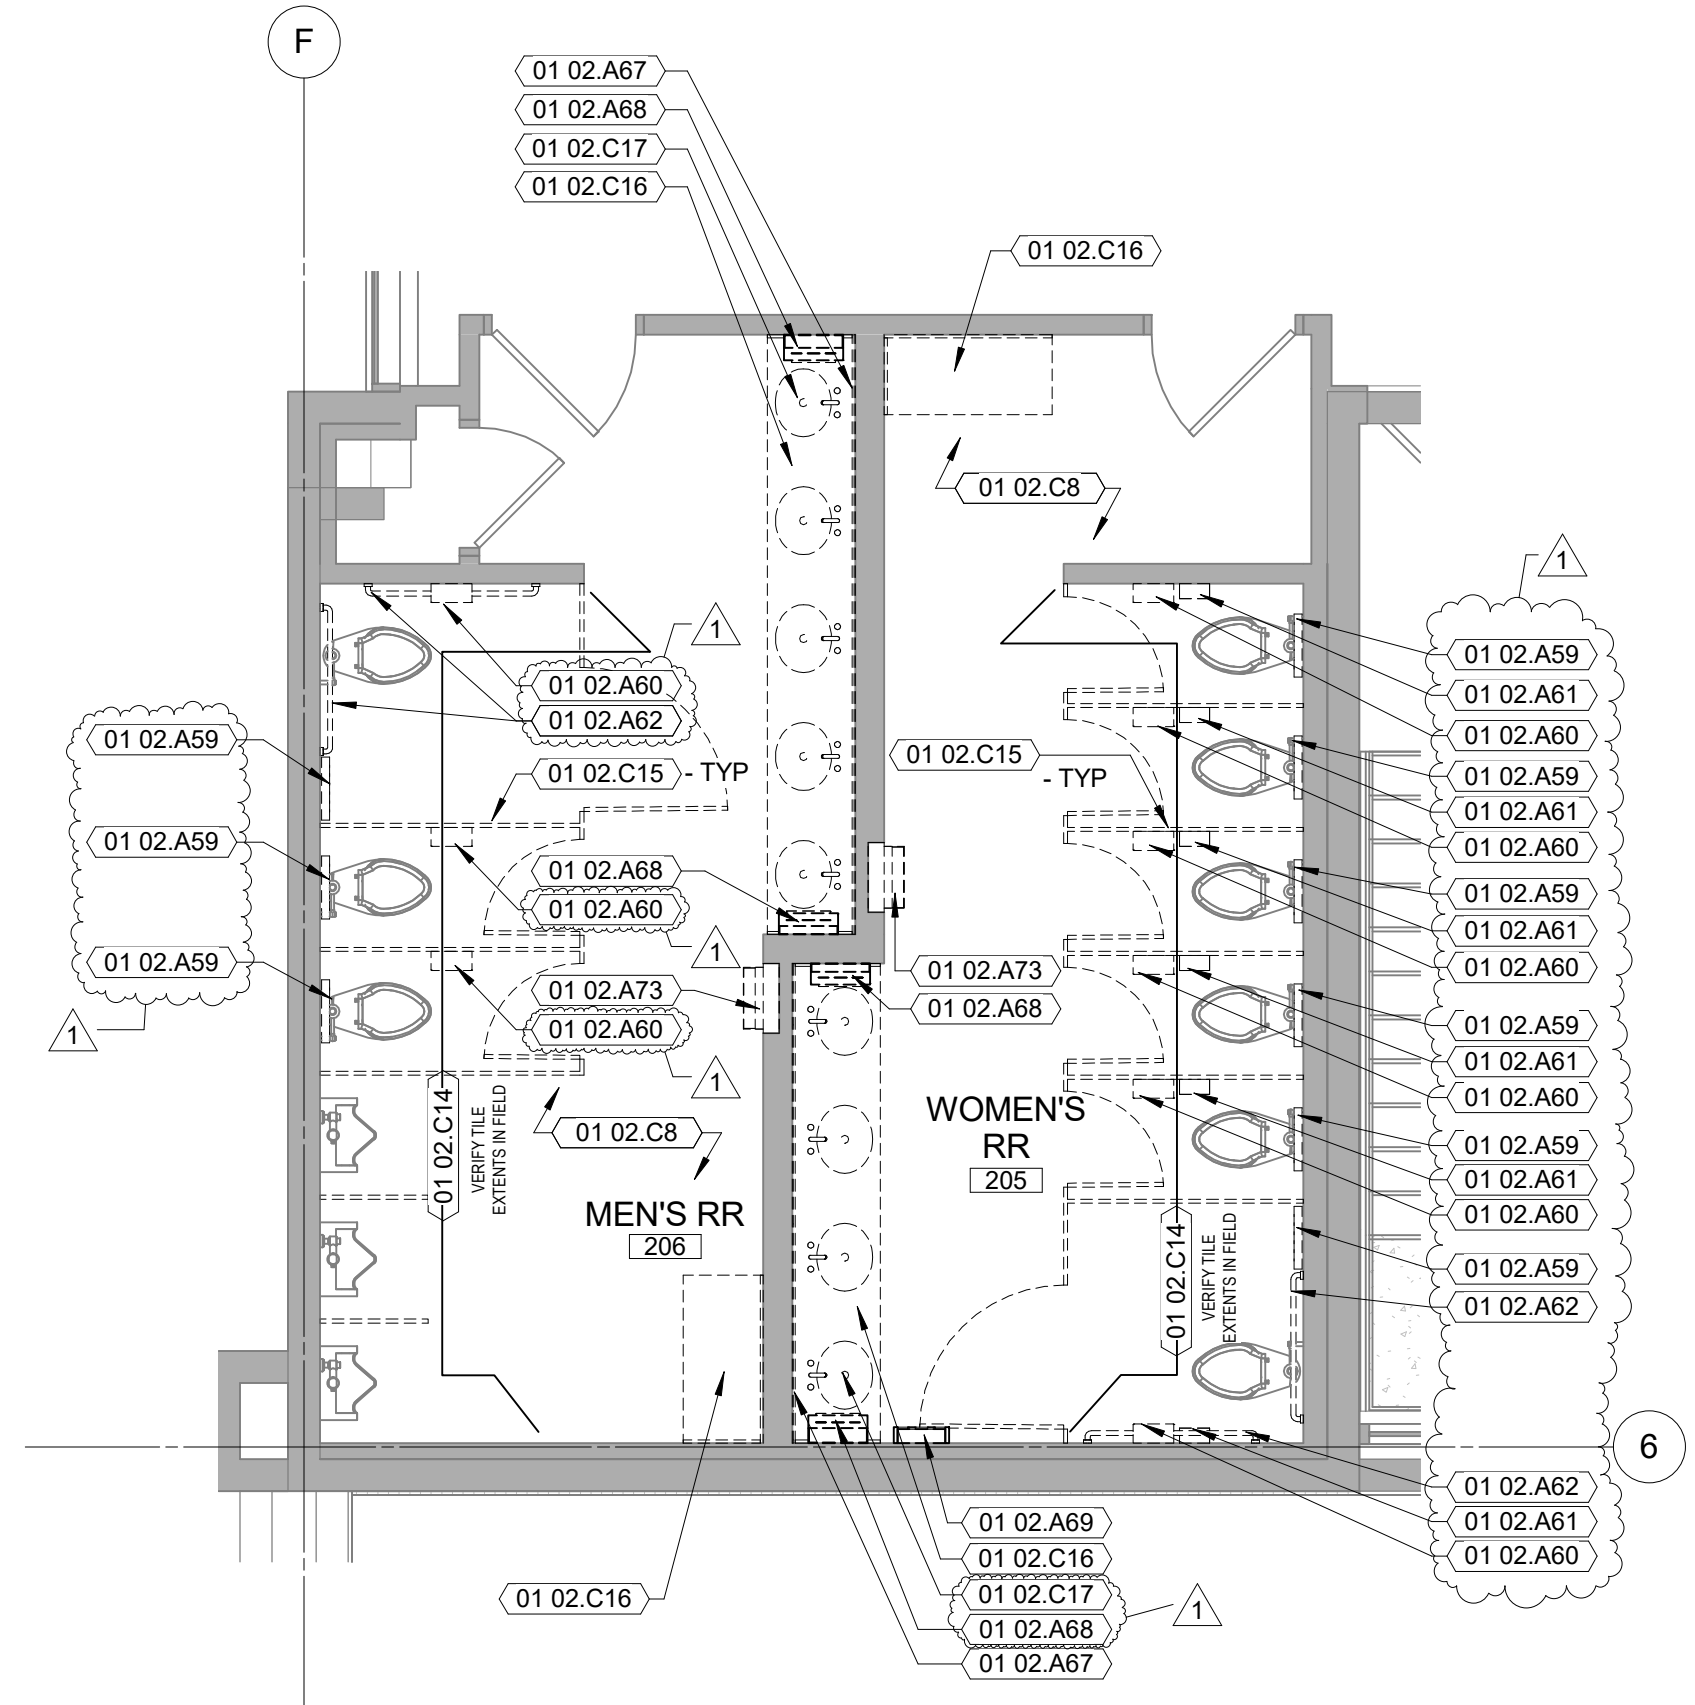 F
01 02.A67
01 02.A68
01 02.C17
01 02.C16
01 02.C16
01 02.C8
1
1
01 02.A59
01 02.A61
01 02.A60
01 02.A59
01 02.A61
01 02.A60
01 02.A59
01 02.A61
01 02.A60
01 02.A59
01 02.A61
01 02.A60
01 02.A59
01 02.A61
01 02.A60
01 02.A59
01 02.A62
01 02.A60
01 02.A62
01 02.A59
01 02.A59
01 02.A59
1
01 02.C15 - TYP
01 02.C15
- TYP
01 02.A68
01 02.A60
1
01 02.A73
01 02.A60
1
01 02.A73
01 02.A68
01 02.C14
VERIFY TILE
EXTENTS IN FIELD
01 02.C8
MEN'S RR
206
WOMEN'S
RR
205
01 02.C14
VERIFY TILE
EXTENTS IN FIELD
6
01 02.A62
01 02.A61
01 02.A60
01 02.C16
01 02.A69
01 02.C16
01 02.C17
01 02.A68
01 02.A67
1